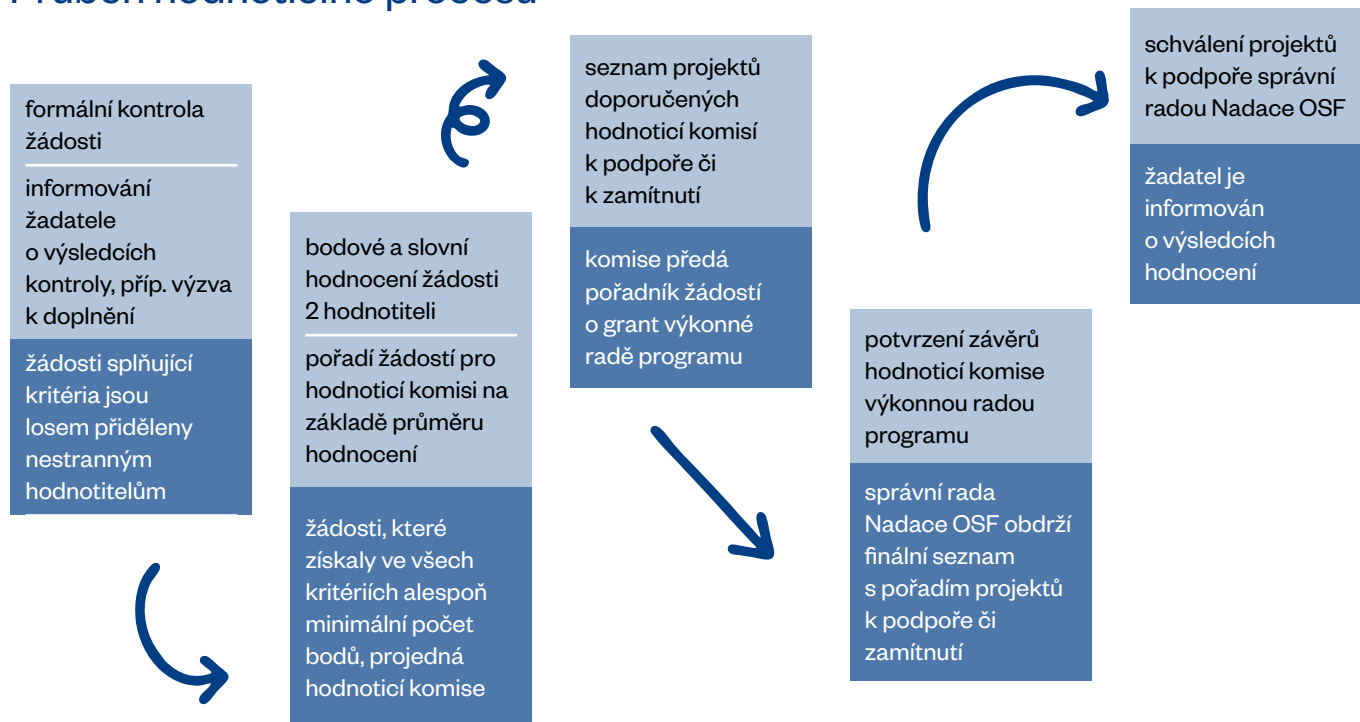 Průběh hodnoticího procesu
formální kontrola
žádosti
informování
žadatele
o výsledcích
kontroly, příp. výzva
k doplnění
žádosti splňující
kritéria jsou
losem přiděleny
nestranným
hodnotitelům
bodové a slovní
hodnocení žádosti
2 hodnotiteli
pořadí žádostí pro
hodnoticí komisi na
základě průměru
hodnocení
žádosti, které
získaly ve všech
kritériích alespoň
minimální počet
bodů, projedná
hodnoticí komise
seznam projektů
doporučených
hodnoticí komisí
k podpoře či
k zamítnutí
komise předá
pořadník žádostí
o grant výkonné
radě programu
potvrzení závěrů
hodnoticí komise
výkonnou radou
programu
správní rada
Nadace OSF obdrží
finální seznam
s pořadím projektů
k podpoře či
zamítnutí
schválení projektů
k podpoře správní
radou Nadace OSF
žadatel je
informován
o výsledcích
hodnocení